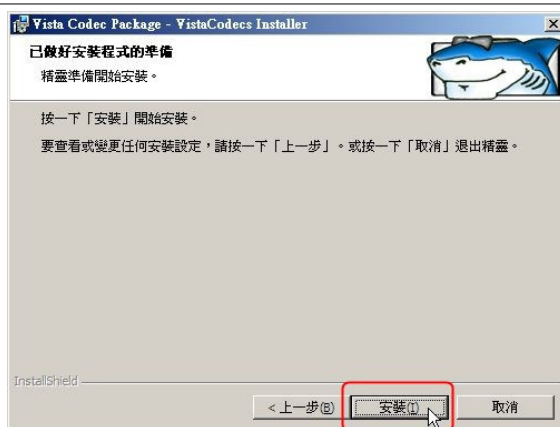 Vista Codec Package - VistaCodecs Installer
已做好安裝程式的準備
精靈準備開始安裝。
按一下「安裝」開始安裝。
要查看或變更任何安裝設定，請按一下「上一步」。或按一下「取消」退出精靈。
InstallShield
< 上一步(B) 安裝(I) 取消